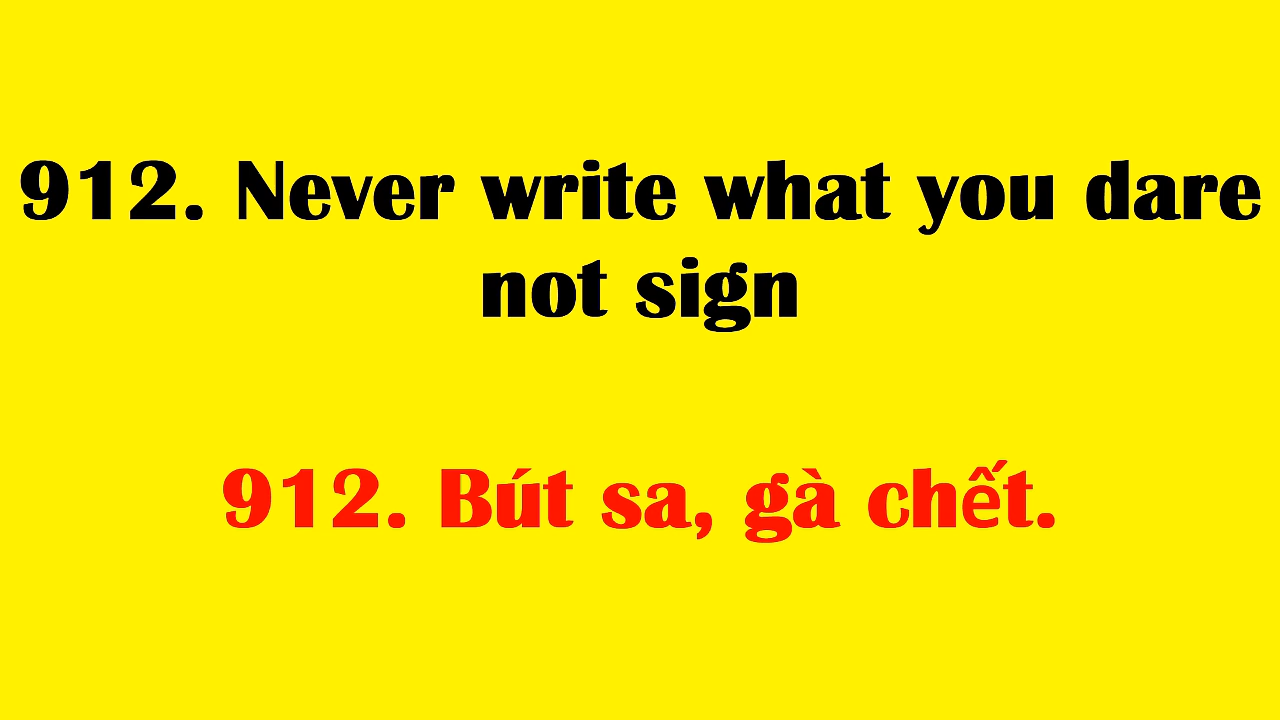 912. Never write what you dare
not sign
912. Bút sa, gà chết.